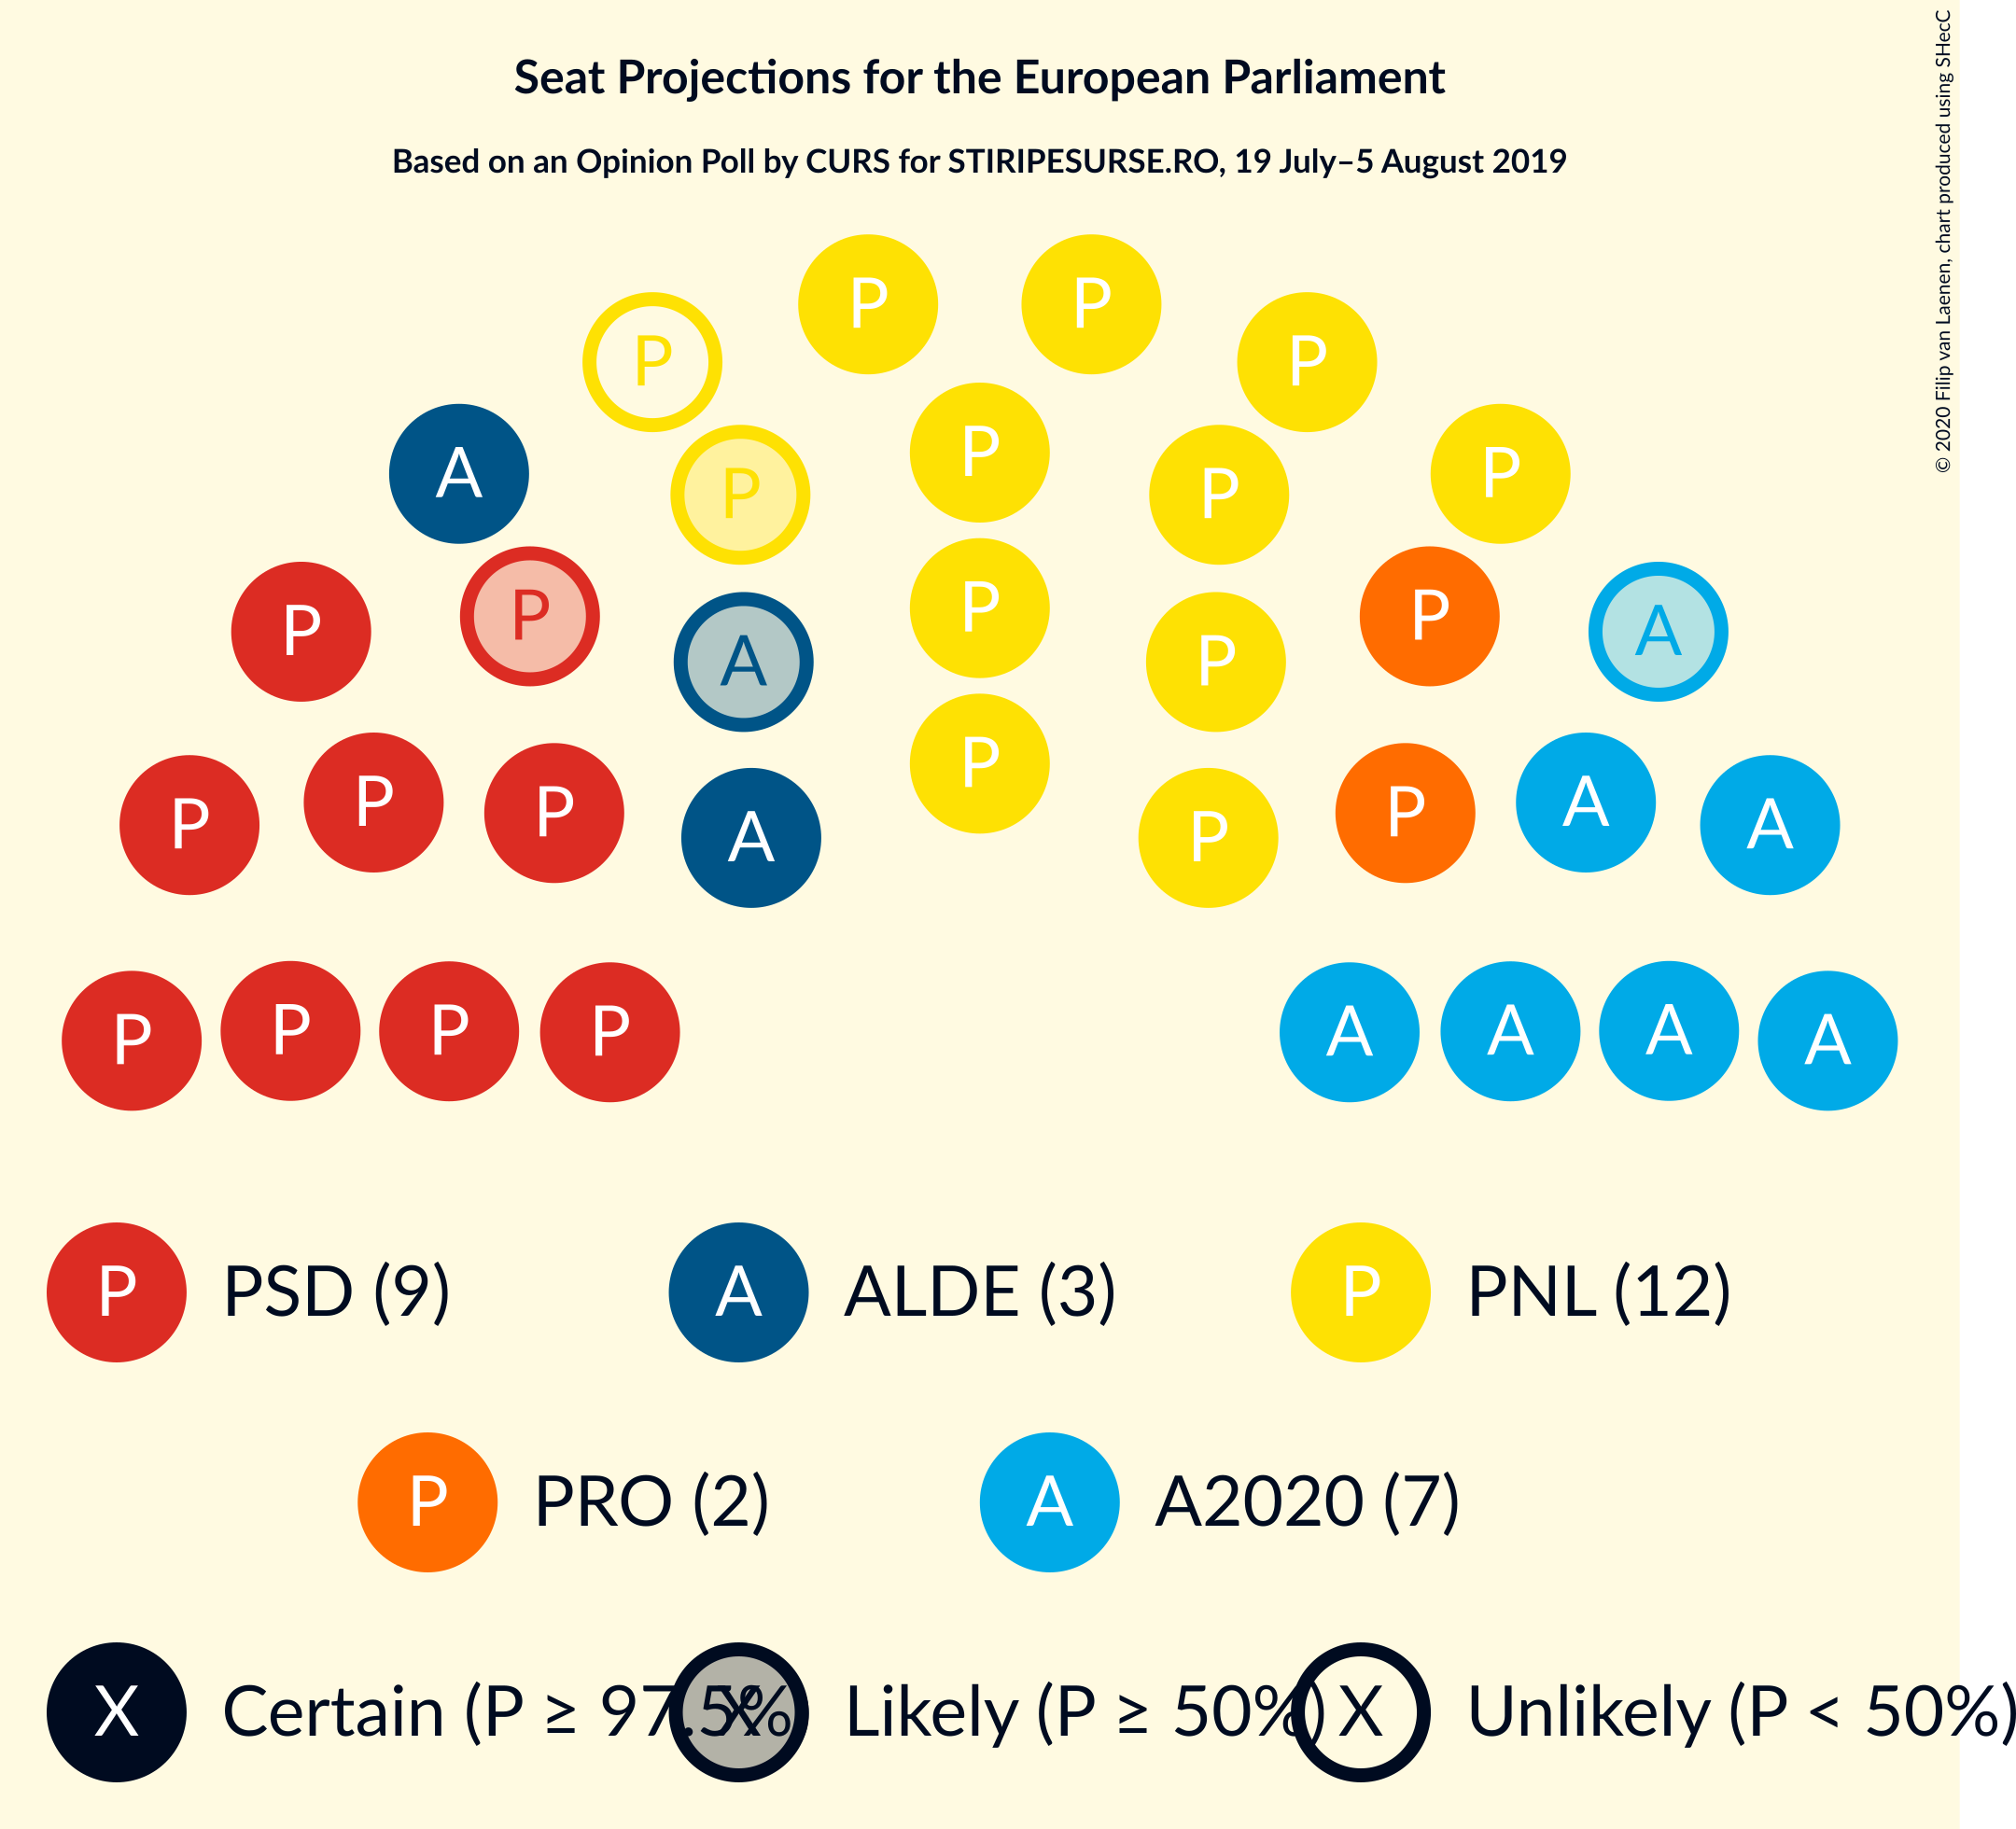 Seat Projections for the European Parliament
Based on an Opinion Poll by CURS for STIRIPESURSE.RO, 19 July–5 August 2019
© 2020 Filip van Laenen, chart produced using SHecC
P P
P P
A P P P P
P P P A
P A P P
P P P P P A A
P A P
P P P P A A A A
P PSD (9) A ALDE (3) P PNL (12)
P PRO (2) A A2020 (7)
X Certain (P ≥ 97.5% X Likely (P ≥ 50%) X Unlikely (P < 50%)